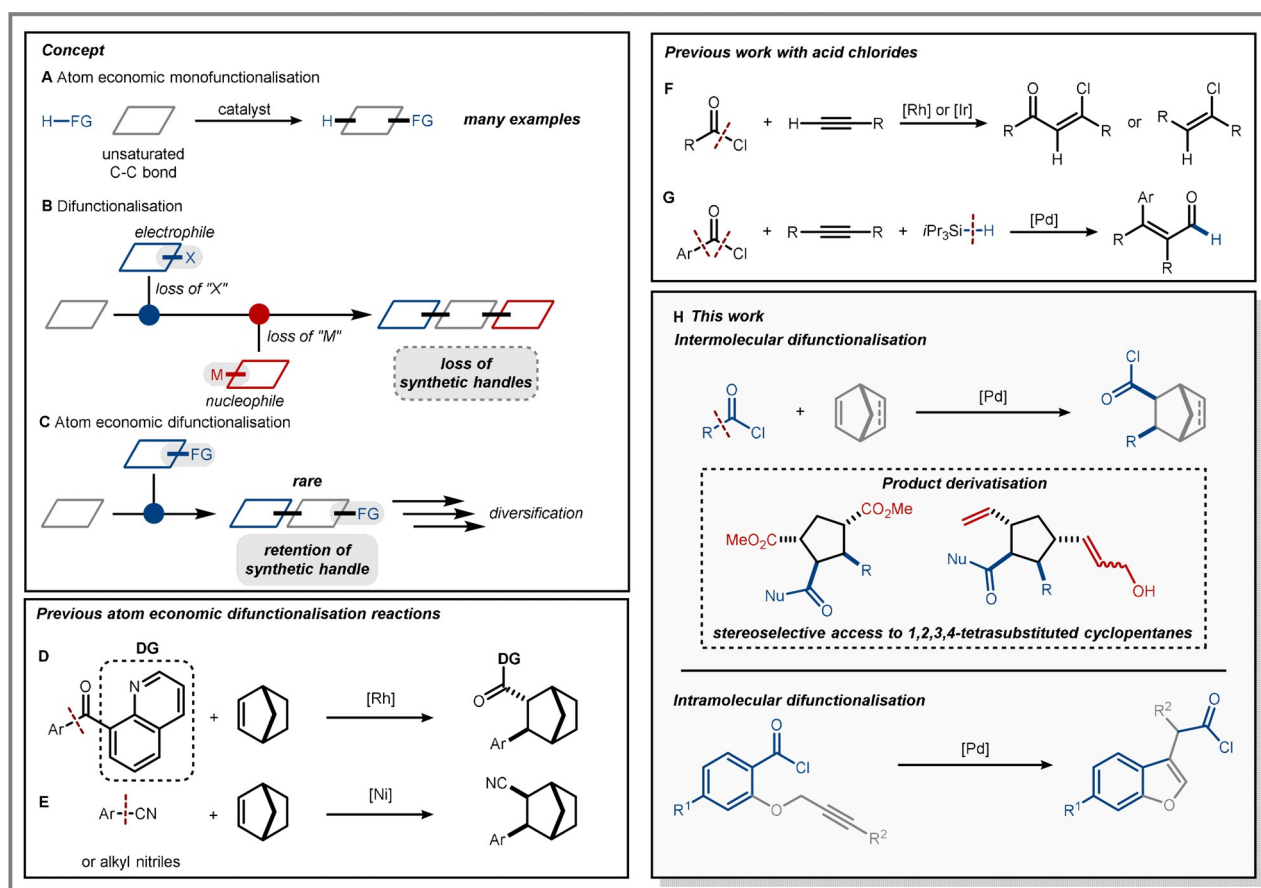 Concept
A Atom economic monofunctionalisation
H—FG
catalyst
H
FG
many examples
unsaturated
C-C bond
B Difunctionalisation
electrophile
X
loss of "X"
loss of "M"
M
nucleophile
loss of
synthetic handles
C Atom economic difunctionalisation
FG
rare
FG
diversification
retention of
synthetic handle
Previous atom economic difunctionalisation reactions
D
DG
O
N
Ar
+
[Rh]
DG
O
Ar
E
Ar
CN
+
[Ni]
NC
Ar
or alkyl nitriles
Previous work with acid chlorides
F
O
R
Cl
+
H
R
[Rh] or [Ir]
O
Cl
R
R
H
or
Cl
R
R
H
G
O
Ar
Cl
+
R
R
+
iPr3Si
H
[Pd]
Ar
O
R
H
R
H This work
Intermolecular difunctionalisation
O
R
Cl
+
[Pd]
Cl
O
R
Product derivatisation
CO2Me
MeO2C
R
Nu
O
Nu
O
R
OH
stereoselective access to 1,2,3,4-tetrasubstituted cyclopentanes
Intramolecular difunctionalisation
O
Cl
R1
O
R2
[Pd]
R2
O
Cl
R1
O